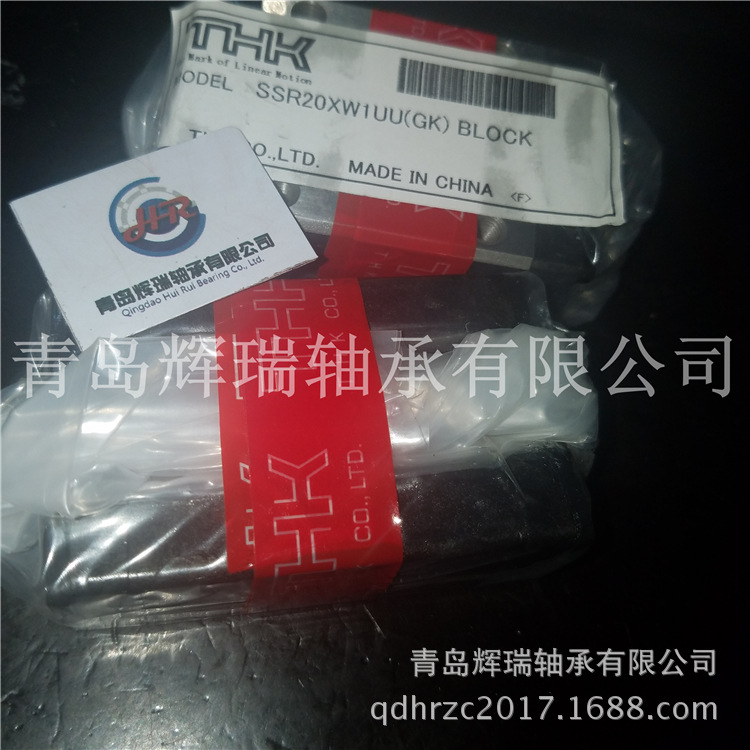 THK
Mark of Linear Motion
MODEL SSR20XW1UU(GK) BLOCK
CO.,LTD. MADE IN CHINA <F>
HR
青岛辉瑞轴承有限公司
Qingdao Hui Rui Bearing Co., Ltd.
青岛辉瑞轴承有限公司
THK CO., LTD.
THK CO., LTD.
青岛辉瑞轴承有限公司
qdhrzc2017.1688.com